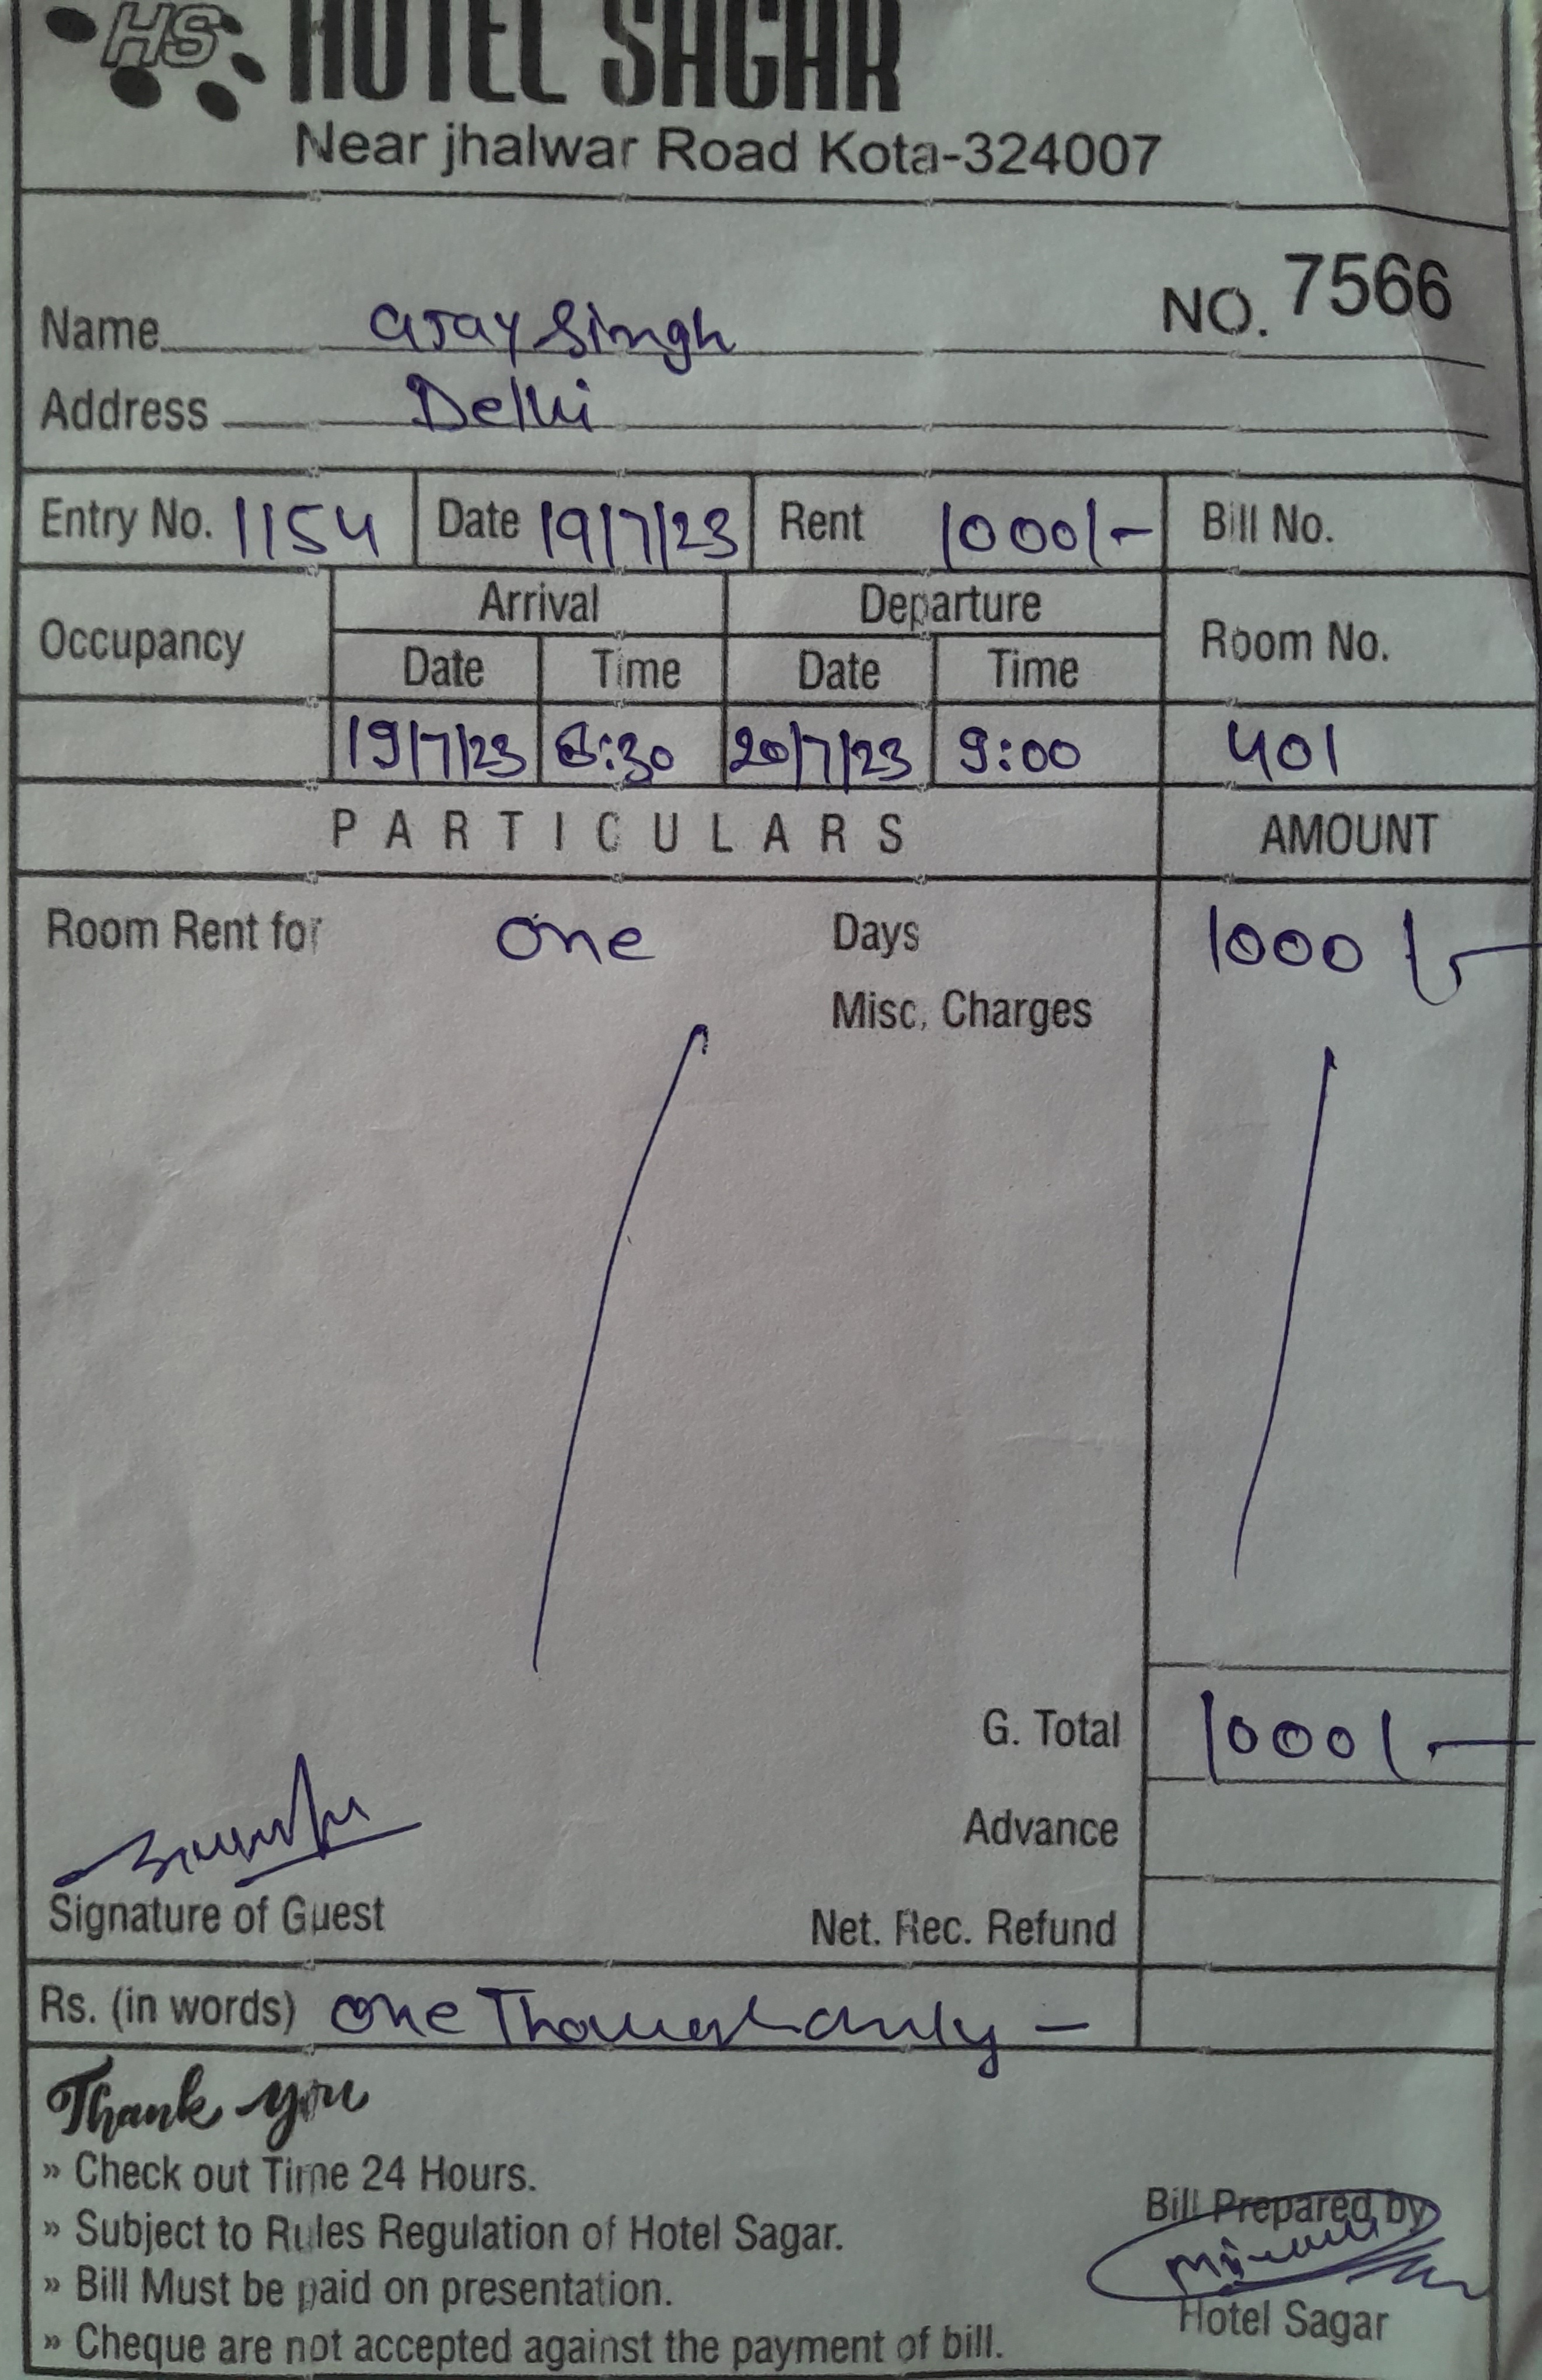 HS HOTEL SAGAR
Near jhalwar Road Kota-324007
NO. 7566
Name Ajay Singh
Address Delhi
Entry No. 1154 Date 19/7/23 Rent 1000/- Bill No.
Occupancy Arrival Departure Room No.
Date Time Date Time
19/7/23 :30 20/7/23 9:00 401
PARTICULARS AMOUNT
Room Rent for One Days 1000/-
Misc. Charges
G. Total 1000/-
Advance
Signature of Guest
Net. Rec. Refund
Rs. (in words) One Thousand only -
Thank you
» Check out Time 24 Hours.
» Subject to Rules Regulation of Hotel Sagar.
» Bill Must be paid on presentation.
» Cheque are not accepted against the payment of bill.
Bill Prepared by
Hotel Sagar